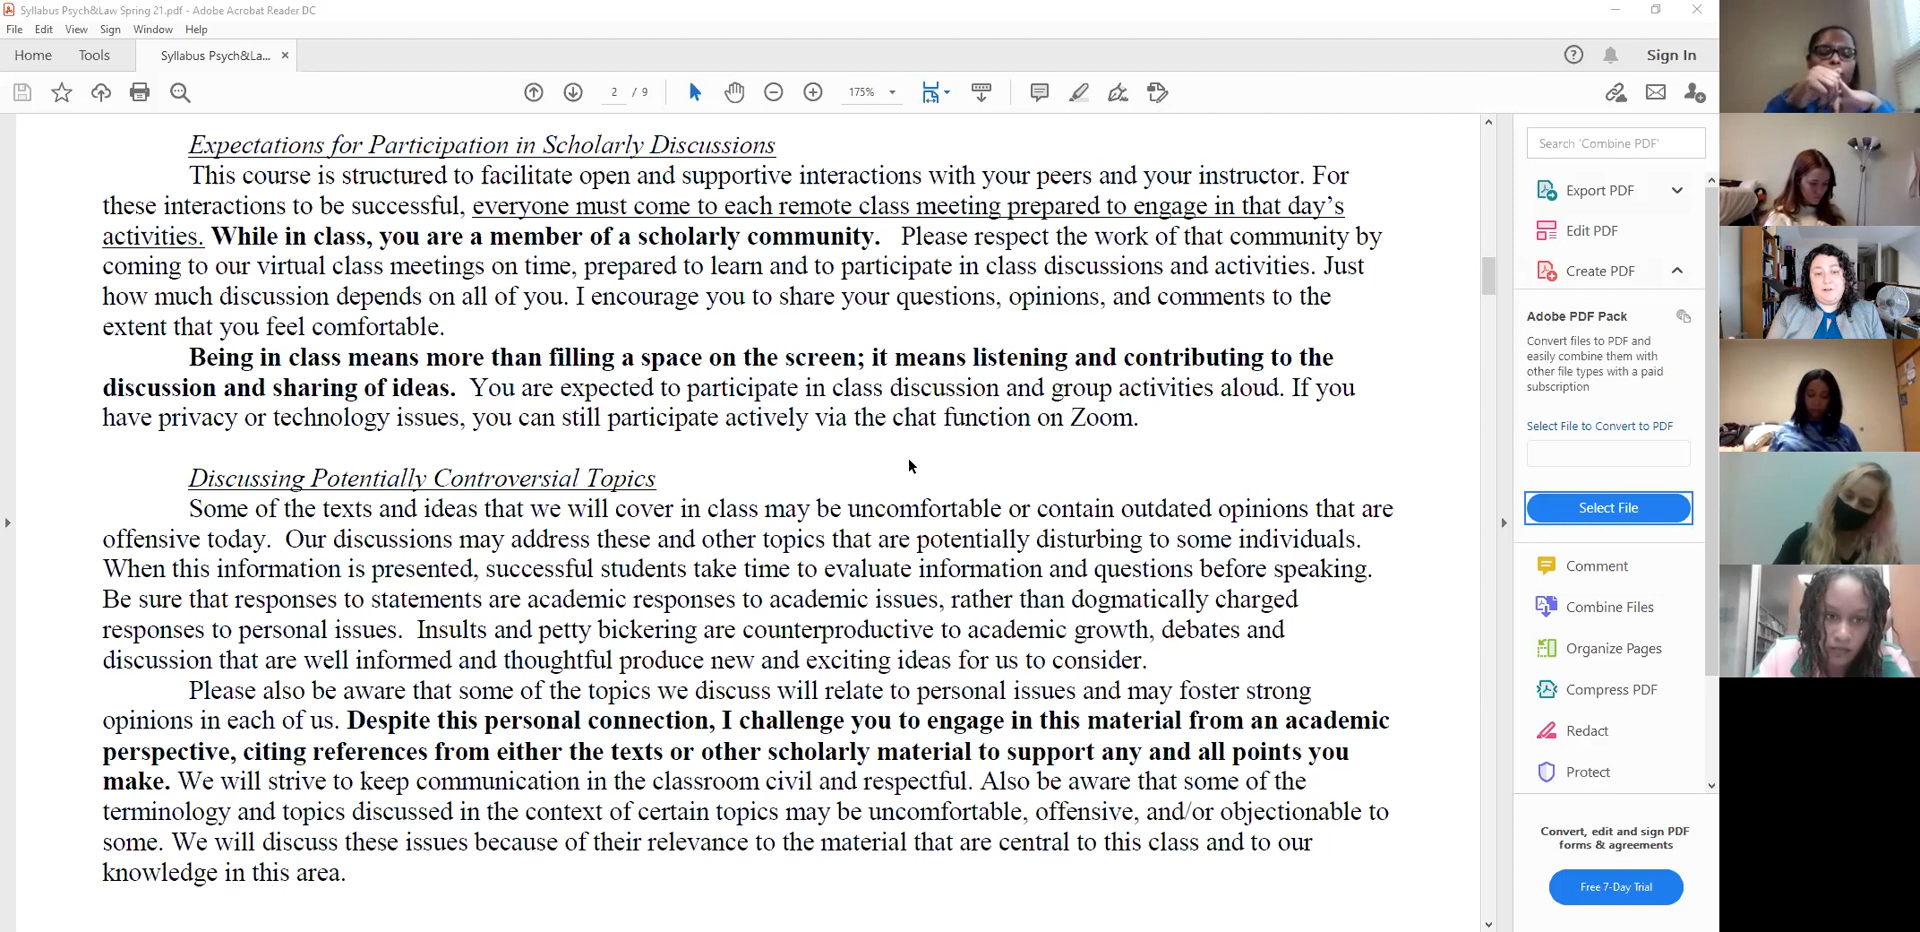 Syllabus Psych&Law Spring 21.pdf - Adobe Acrobat Reader DC
File Edit View Sign Window Help
Home Tools Syllabus Psych&La... × Sign In
2 / 9 175%
Expectations for Participation in Scholarly Discussions
This course is structured to facilitate open and supportive interactions with your peers and your instructor. For
these interactions to be successful, everyone must come to each remote class meeting prepared to engage in that day’s
activities. While in class, you are a member of a scholarly community. Please respect the work of that community by
coming to our virtual class meetings on time, prepared to learn and to participate in class discussions and activities. Just
how much discussion depends on all of you. I encourage you to share your questions, opinions, and comments to the
extent that you feel comfortable.
Being in class means more than filling a space on the screen; it means listening and contributing to the
discussion and sharing of ideas. You are expected to participate in class discussion and group activities aloud. If you
have privacy or technology issues, you can still participate actively via the chat function on Zoom.
Discussing Potentially Controversial Topics
Some of the texts and ideas that we will cover in class may be uncomfortable or contain outdated opinions that are
offensive today. Our discussions may address these and other topics that are potentially disturbing to some individuals.
When this information is presented, successful students take time to evaluate information and questions before speaking.
Be sure that responses to statements are academic responses to academic issues, rather than dogmatically charged
responses to personal issues. Insults and petty bickering are counterproductive to academic growth, debates and
discussion that are well informed and thoughtful produce new and exciting ideas for us to consider.
Please also be aware that some of the topics we discuss will relate to personal issues and may foster strong
opinions in each of us. Despite this personal connection, I challenge you to engage in this material from an academic
perspective, citing references from either the texts or other scholarly material to support any and all points you
make. We will strive to keep communication in the classroom civil and respectful. Also be aware that some of the
terminology and topics discussed in the context of certain topics may be uncomfortable, offensive, and/or objectionable to
some. We will discuss these issues because of their relevance to the material that are central to this class and to our
knowledge in this area.
Search 'Combine PDF'
Export PDF
Edit PDF
Create PDF
Adobe PDF Pack
Convert files to PDF and
easily combine them with
other file types with a paid
subscription
Select File to Convert to PDF
Select File
Comment
Combine Files
Organize Pages
Compress PDF
Redact
Protect
Convert, edit and sign PDF
forms & agreements
Free 7-Day Trial